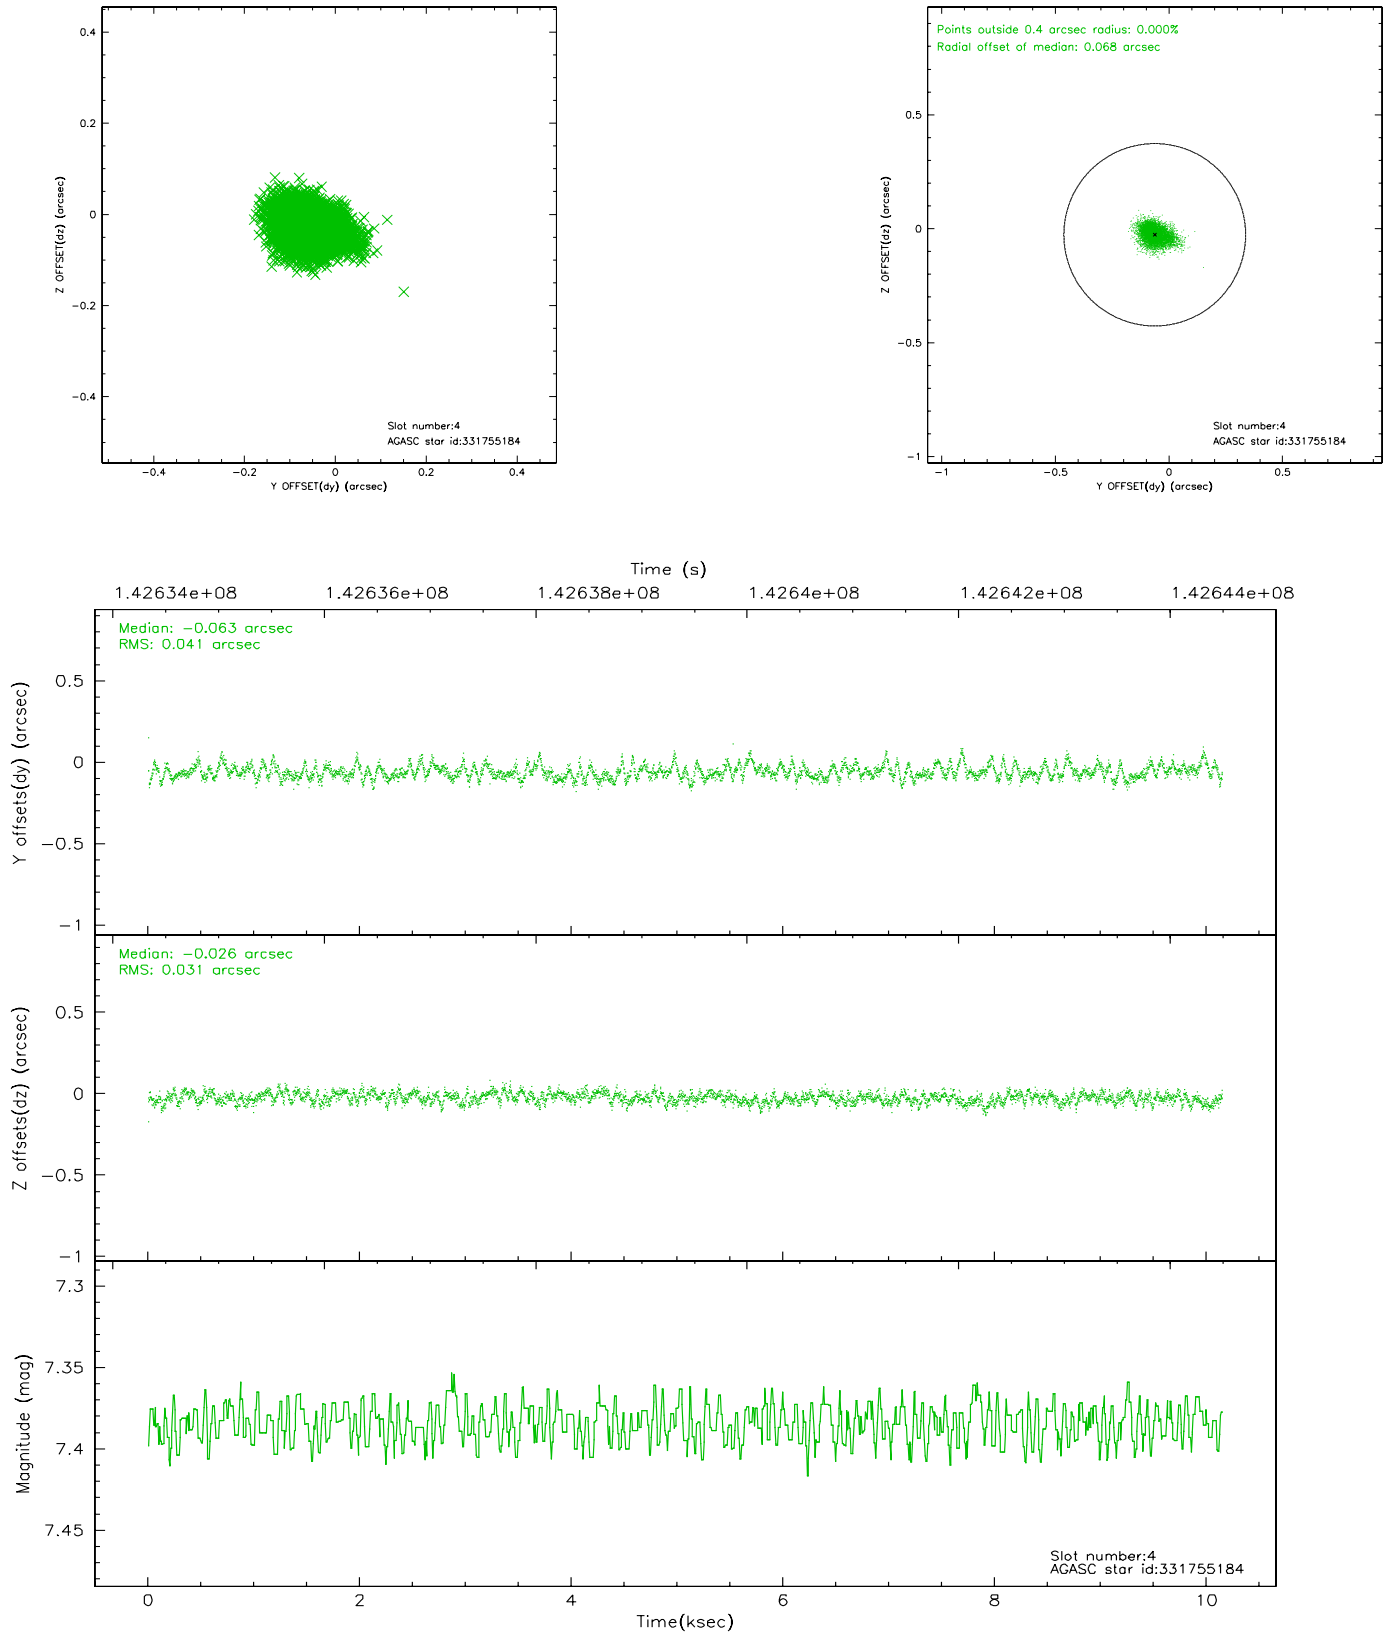 0.4
0.2
0
−0.2
−0.4
Z OFFSET(dz) (arcsec)
Slot number:4
AGASC star id:331755184
−0.4
−0.2
0
0.2
0.4
Y OFFSET(dy) (arcsec)
Points outside 0.4 arcsec radius: 0.000%
Radial offset of median: 0.068 arcsec
0.5
0
−0.5
−1
Z OFFSET(dz) (arcsec)
Slot number:4
AGASC star id:331755184
−1
−0.5
0
0.5
Y OFFSET(dy) (arcsec)
Time (s)
1.42634e+08
1.42636e+08
1.42638e+08
1.4264e+08
1.42642e+08
1.42644e+08
Median: −0.063 arcsec
RMS: 0.041 arcsec
0.5
0
−0.5
−1
Y offsets(dy) (arcsec)
Median: −0.026 arcsec
RMS: 0.031 arcsec
0.5
0
−0.5
−1
Z offsets(dz) (arcsec)
7.3
7.35
7.4
7.45
Magnitude (mag)
Slot number:4
AGASC star id:331755184
0
2
4
6
8
10
Time(ksec)